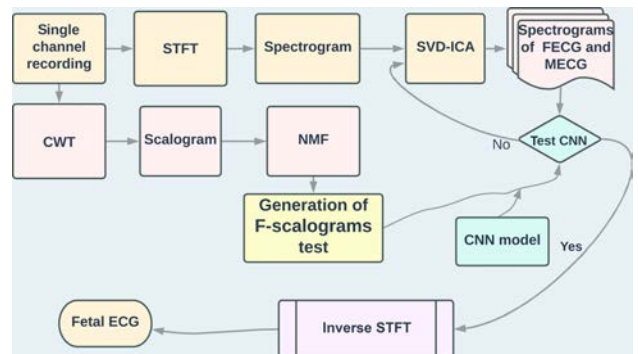 Single
channel
recording
STFT
Spectrogram
SVD-ICA
Spectrograms
of FECG and
MECG
CWT
Scalogram
NMF
No
Test CNN
Generation of
F-scalograms
test
CNN model
Yes
Fetal ECG
Inverse STFT